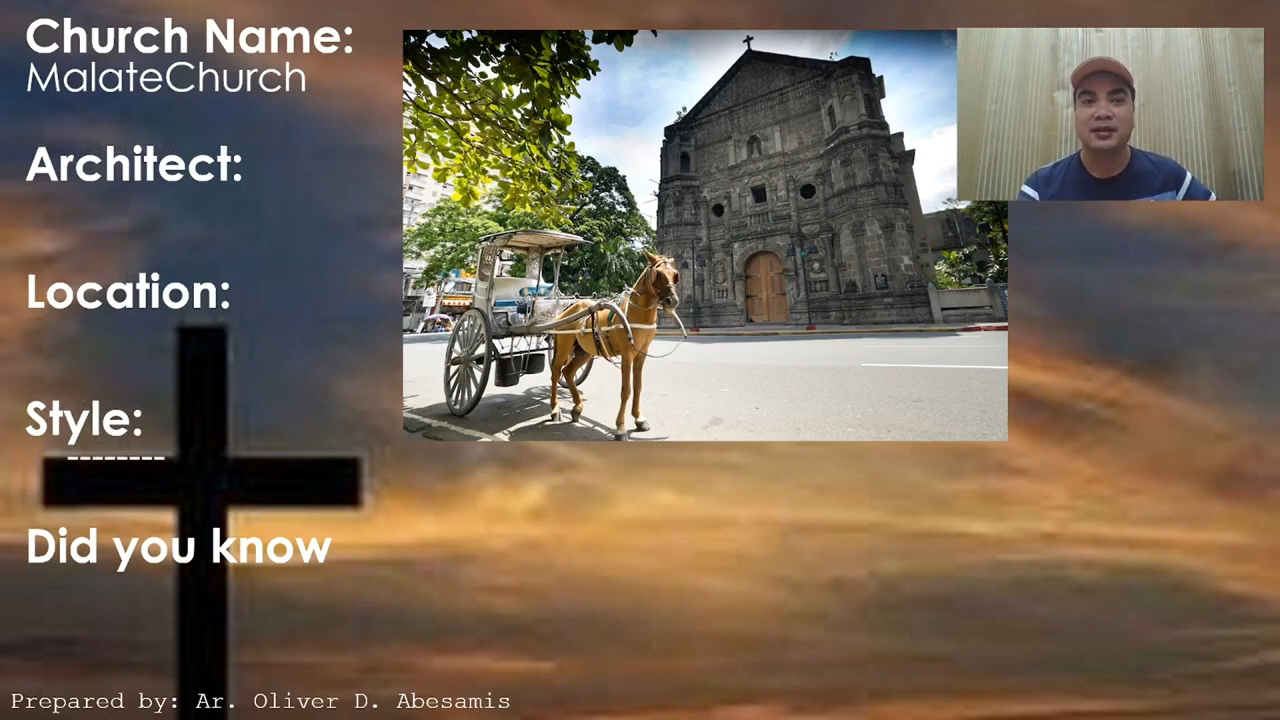 Church Name:
MalateChurch
Architect:
Location:
Style:
--------
Did you know
Prepared by: Ar. Oliver D. Abesamis